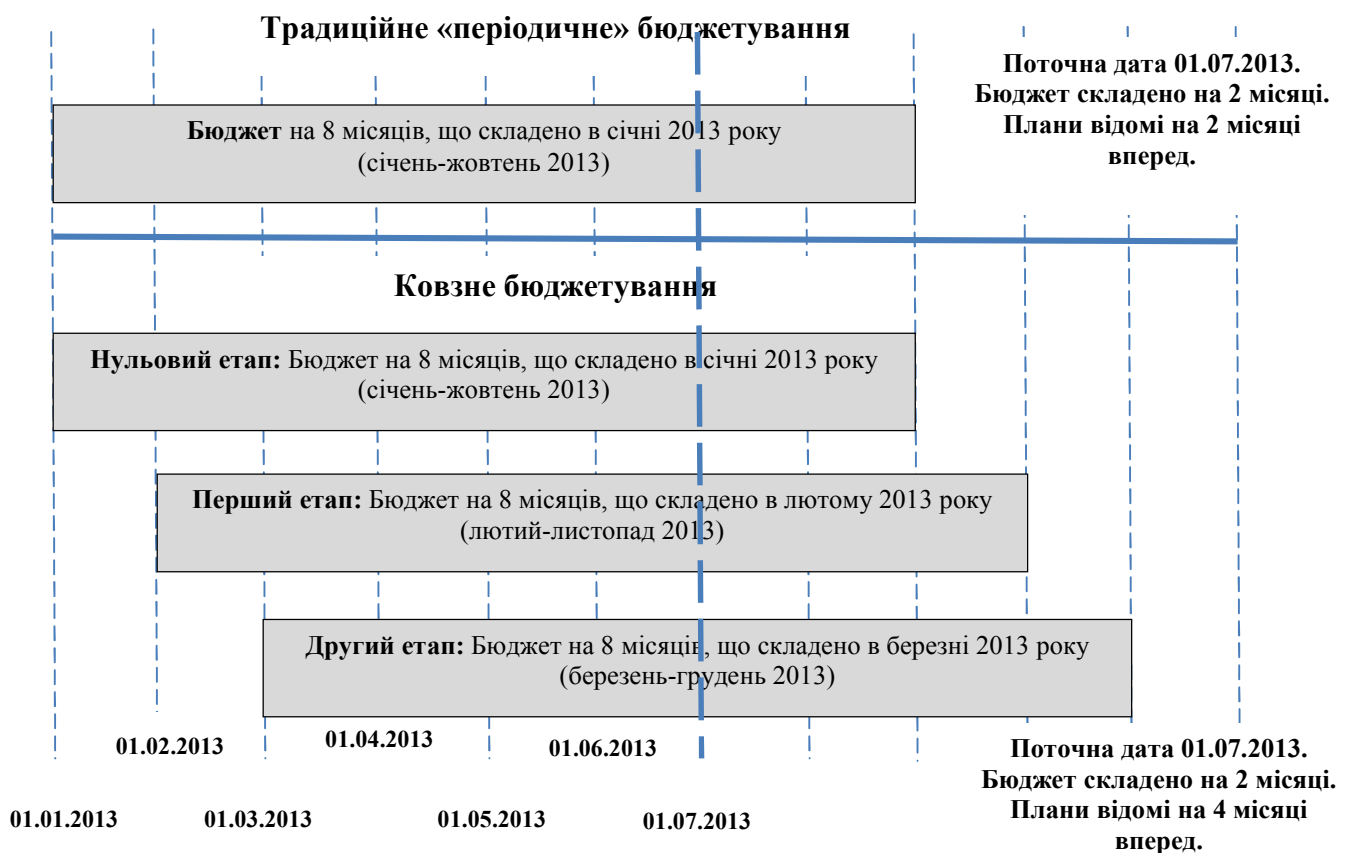 Традиційне «періодичне» бюджетування
Поточна дата 01.07.2013.
Бюджет складено на 2 місяці.
Плани відомі на 2 місяці
вперед.
Бюджет на 8 місяців, що складено в січні 2013 року
(січень-жовтень 2013)
Ковзне бюджетування
Нульовий етап: Бюджет на 8 місяців, що складено в січні 2013 року
(січень-жовтень 2013)
Перший етап: Бюджет на 8 місяців, що складено в лютому 2013 року
(лютий-листопад 2013)
Другий етап: Бюджет на 8 місяців, що складено в березні 2013 року
(березень-грудень 2013)
01.02.2013
01.04.2013
01.06.2013
Поточна дата 01.07.2013.
Бюджет складено на 2 місяці.
Плани відомі на 4 місяці
вперед.
01.01.2013
01.03.2013
01.05.2013
01.07.2013